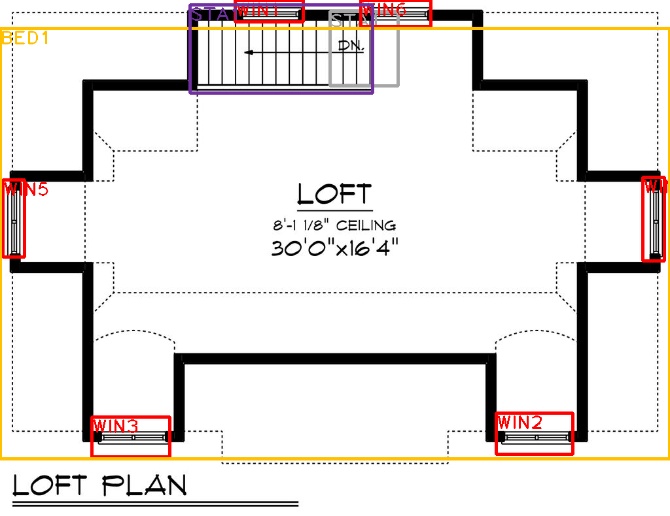 WIN1
WIN6
STA
STA
BED1
DN.
WIN5
LOFT
8'-1 1/8" CEILING
30'0"x16'4"
WIN3
WIN2
LOFT PLAN